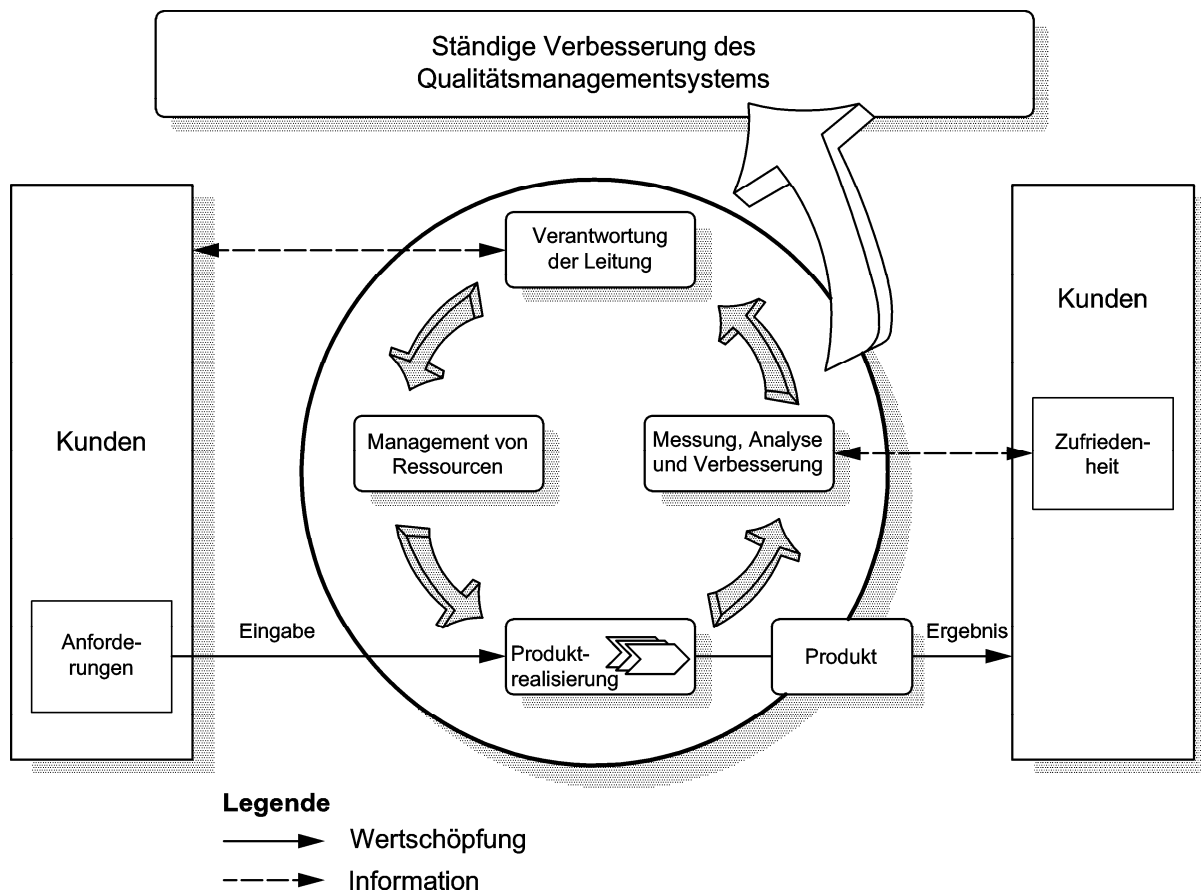 Ständige Verbesserung des
Qualitätsmanagementsystems
Verantwortung
der Leitung
Kunden
Kunden
Management von
Ressourcen
Messung, Analyse
und Verbesserung
Zufrieden-
heit
Anforde-
rungen
Eingabe
Produkt-
realisierung
Produkt
Ergebnis
Legende
Wertschöpfung
Information